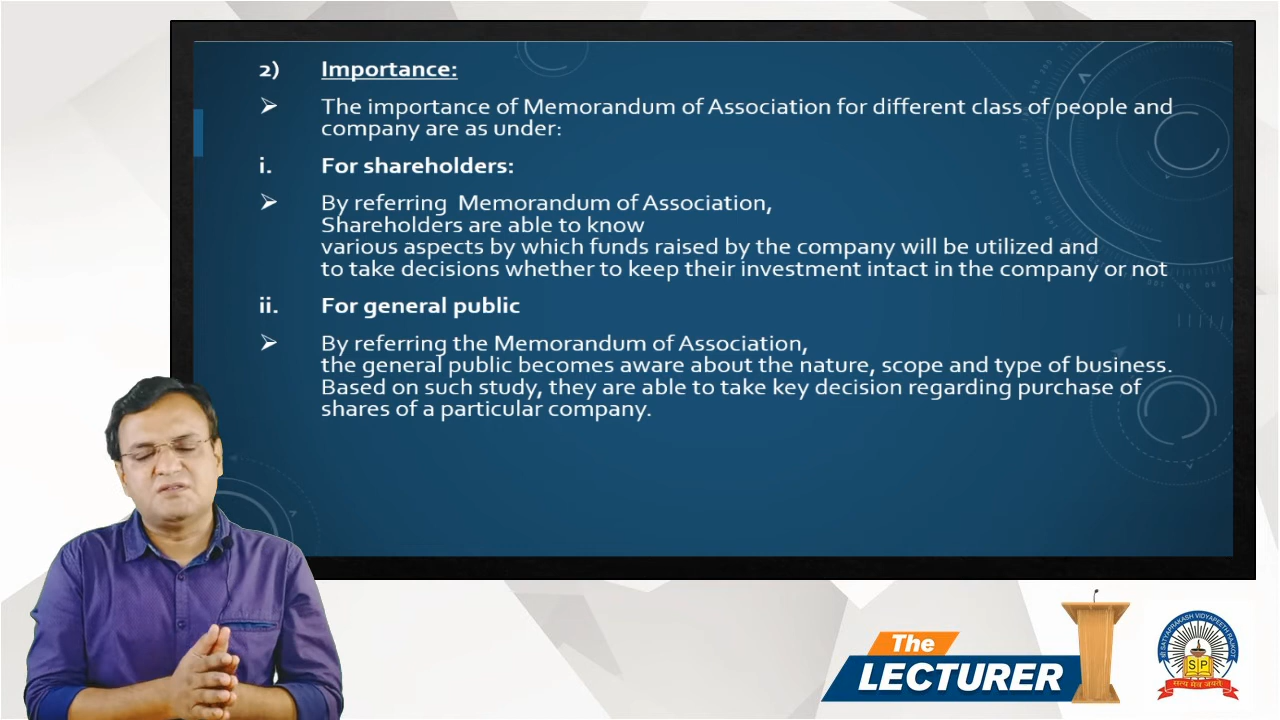 2) Importance:
➢ The importance of Memorandum of Association for different class of people and
company are as under:
i. For shareholders:
➢ By referring Memorandum of Association,
Shareholders are able to know
various aspects by which funds raised by the company will be utilized and
to take decisions whether to keep their investment intact in the company or not
ii. For general public
➢ By referring the Memorandum of Association,
the general public becomes aware about the nature, scope and type of business.
Based on such study, they are able to take key decision regarding purchase of
shares of a particular company.
The
LECTURER
SATYAPRAKASH VIDYAPEETH RAJKOT
S P
सत्य मेव जयते